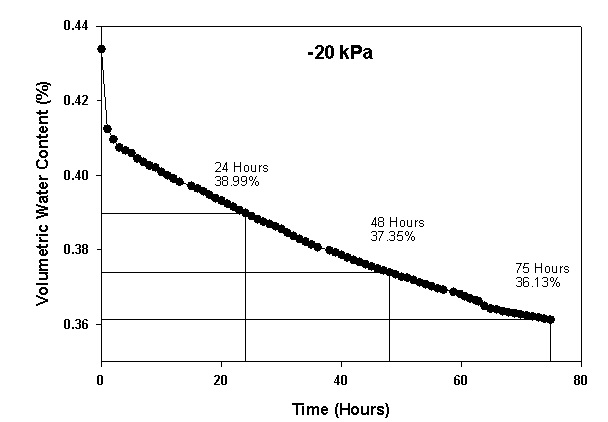 -20 kPa
0.44
0.42
0.40
0.38
0.36
Volumetric Water Content (%)
24 Hours
38.99%
48 Hours
37.35%
75 Hours
36.13%
0
20
40
60
80
Time (Hours)